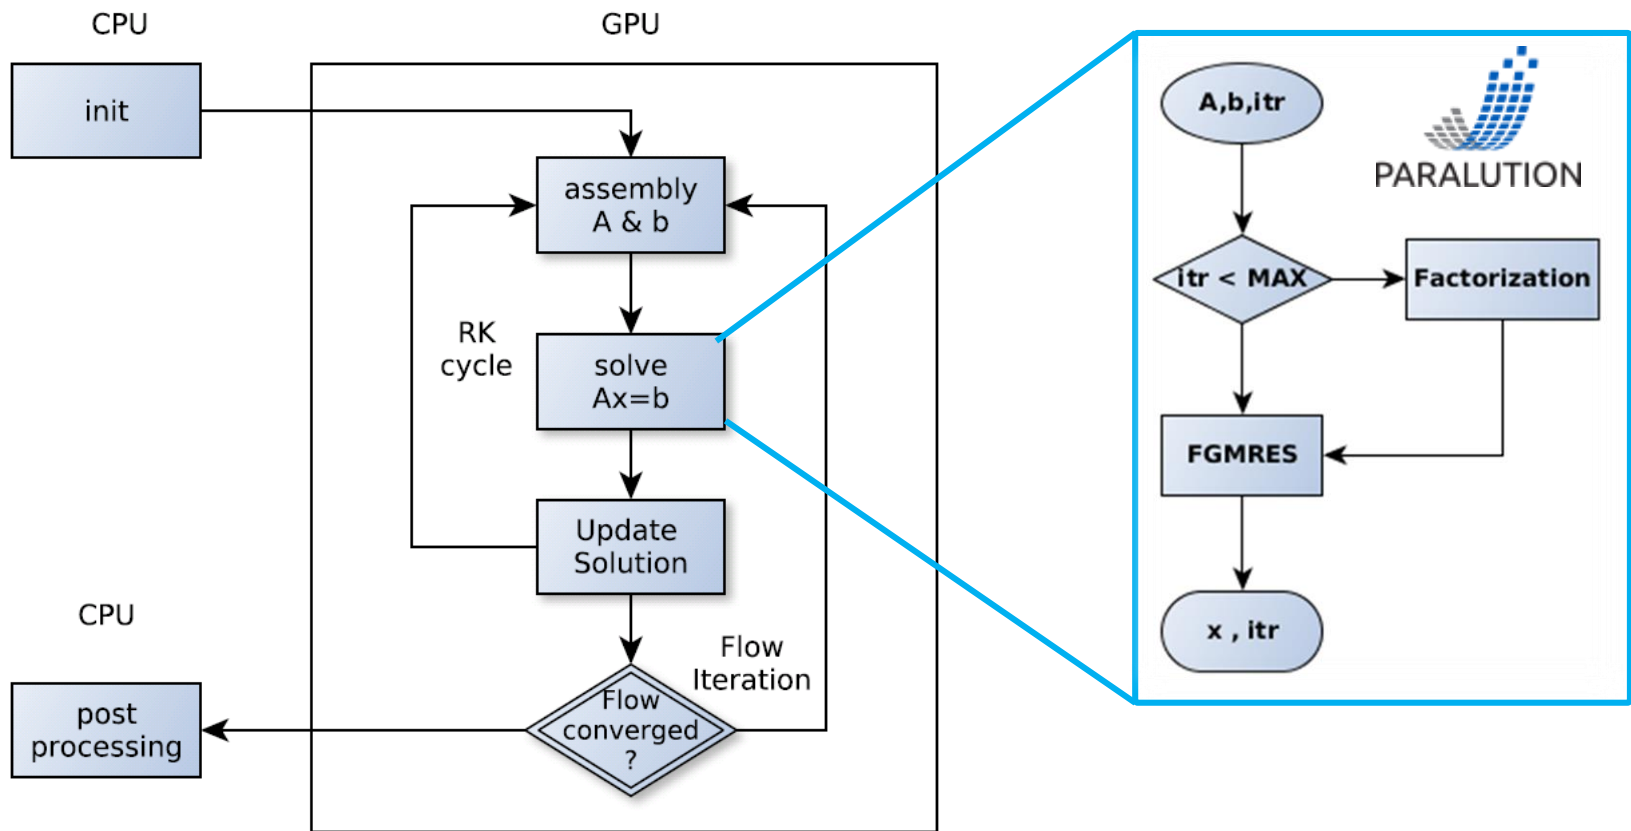 CPU
GPU
init
assembly
A & b
RK
cycle
solve
Ax=b
Update
Solution
CPU
Flow
Iteration
post
processing
Flow
converged
?
A,b,itr
PARALUTION
itr < MAX
Factorization
FGMRES
x , itr